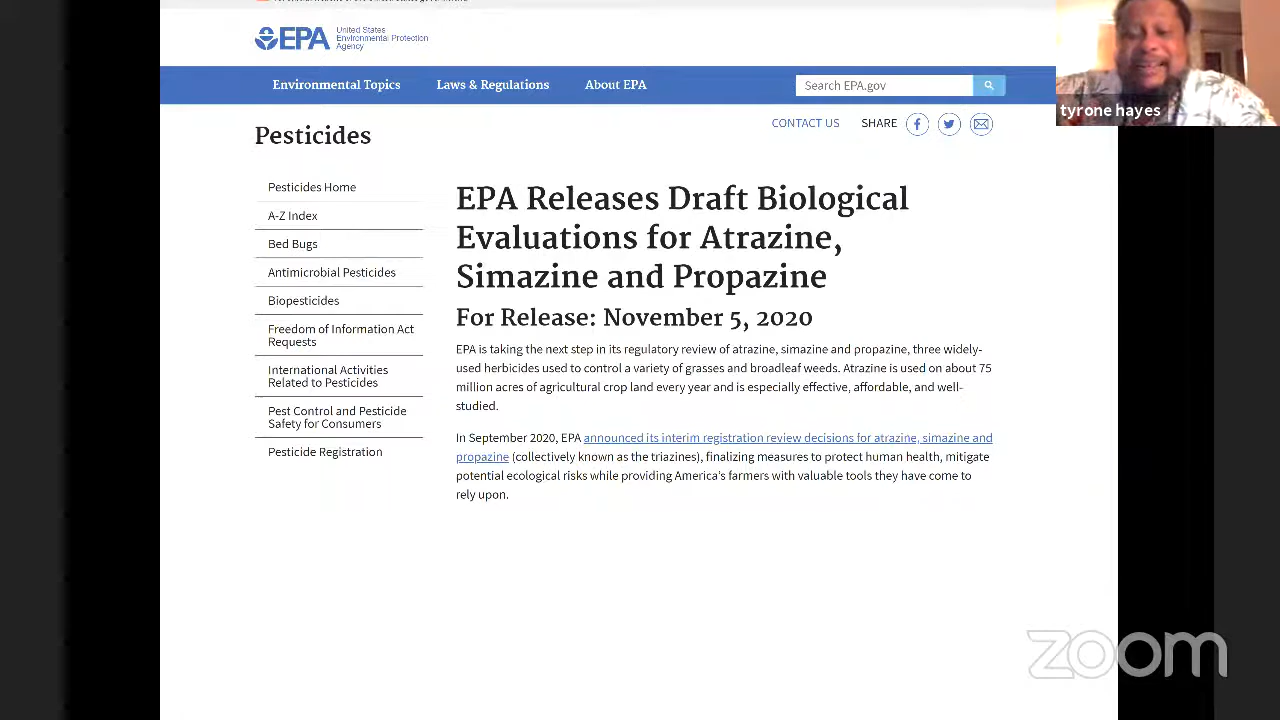 EPA
United States
Environmental Protection
Agency
Environmental Topics
Laws & Regulations
About EPA
Search EPA.gov
tyrone hayes
CONTACT US
SHARE
Pesticides
Pesticides Home
A-Z Index
Bed Bugs
Antimicrobial Pesticides
Biopesticides
Freedom of Information Act
Requests
International Activities
Related to Pesticides
Pest Control and Pesticide
Safety for Consumers
Pesticide Registration
EPA Releases Draft Biological
Evaluations for Atrazine,
Simazine and Propazine
For Release: November 5, 2020
EPA is taking the next step in its regulatory review of atrazine, simazine and propazine, three widely-
used herbicides used to control a variety of grasses and broadleaf weeds. Atrazine is used on about 75
million acres of agricultural crop land every year and is especially effective, affordable, and well-
studied.
In September 2020, EPA announced its interim registration review decisions for atrazine, simazine and
propazine (collectively known as the triazines), finalizing measures to protect human health, mitigate
potential ecological risks while providing America's farmers with valuable tools they have come to
rely upon.
zoom